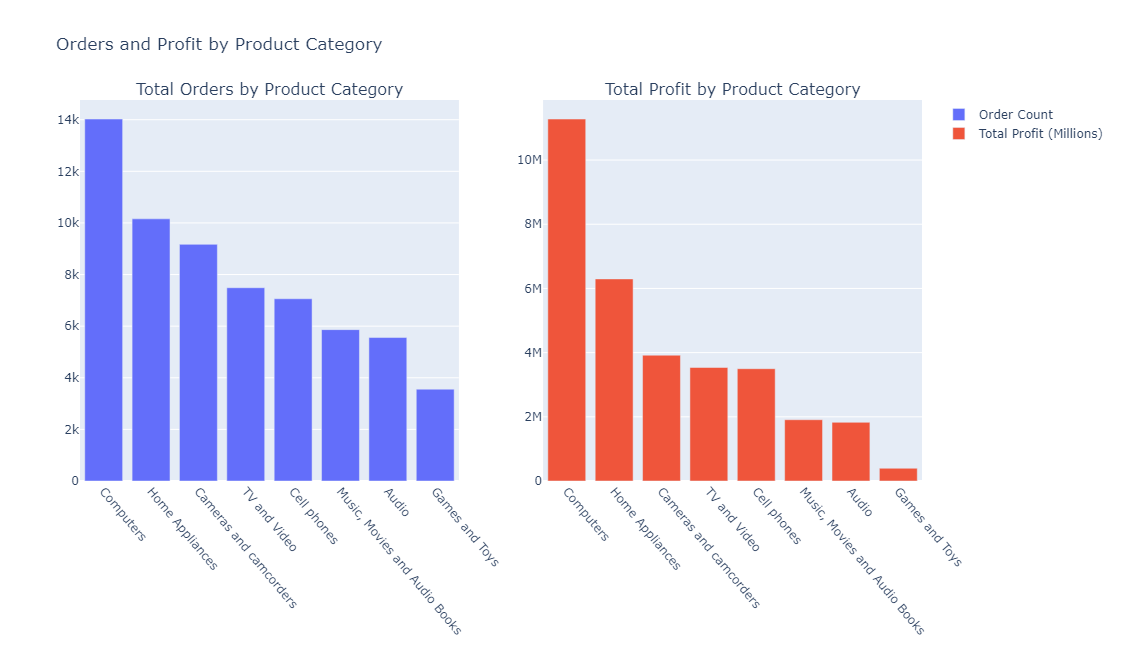 Orders and Profit by Product Category
Total Orders by Product Category
14k
12k
10k
8k
6k
4k
2k
0
Computers
Home Appliances
Cameras and camcorders
TV and Video
Cell phones
Music, Movies and Audio Books
Audio
Games and Toys
Total Profit by Product Category
10M
8M
6M
4M
2M
0
Computers
Home Appliances
Cameras and camcorders
TV and Video
Cell phones
Music, Movies and Audio Books
Audio
Games and Toys
Order Count
Total Profit (Millions)